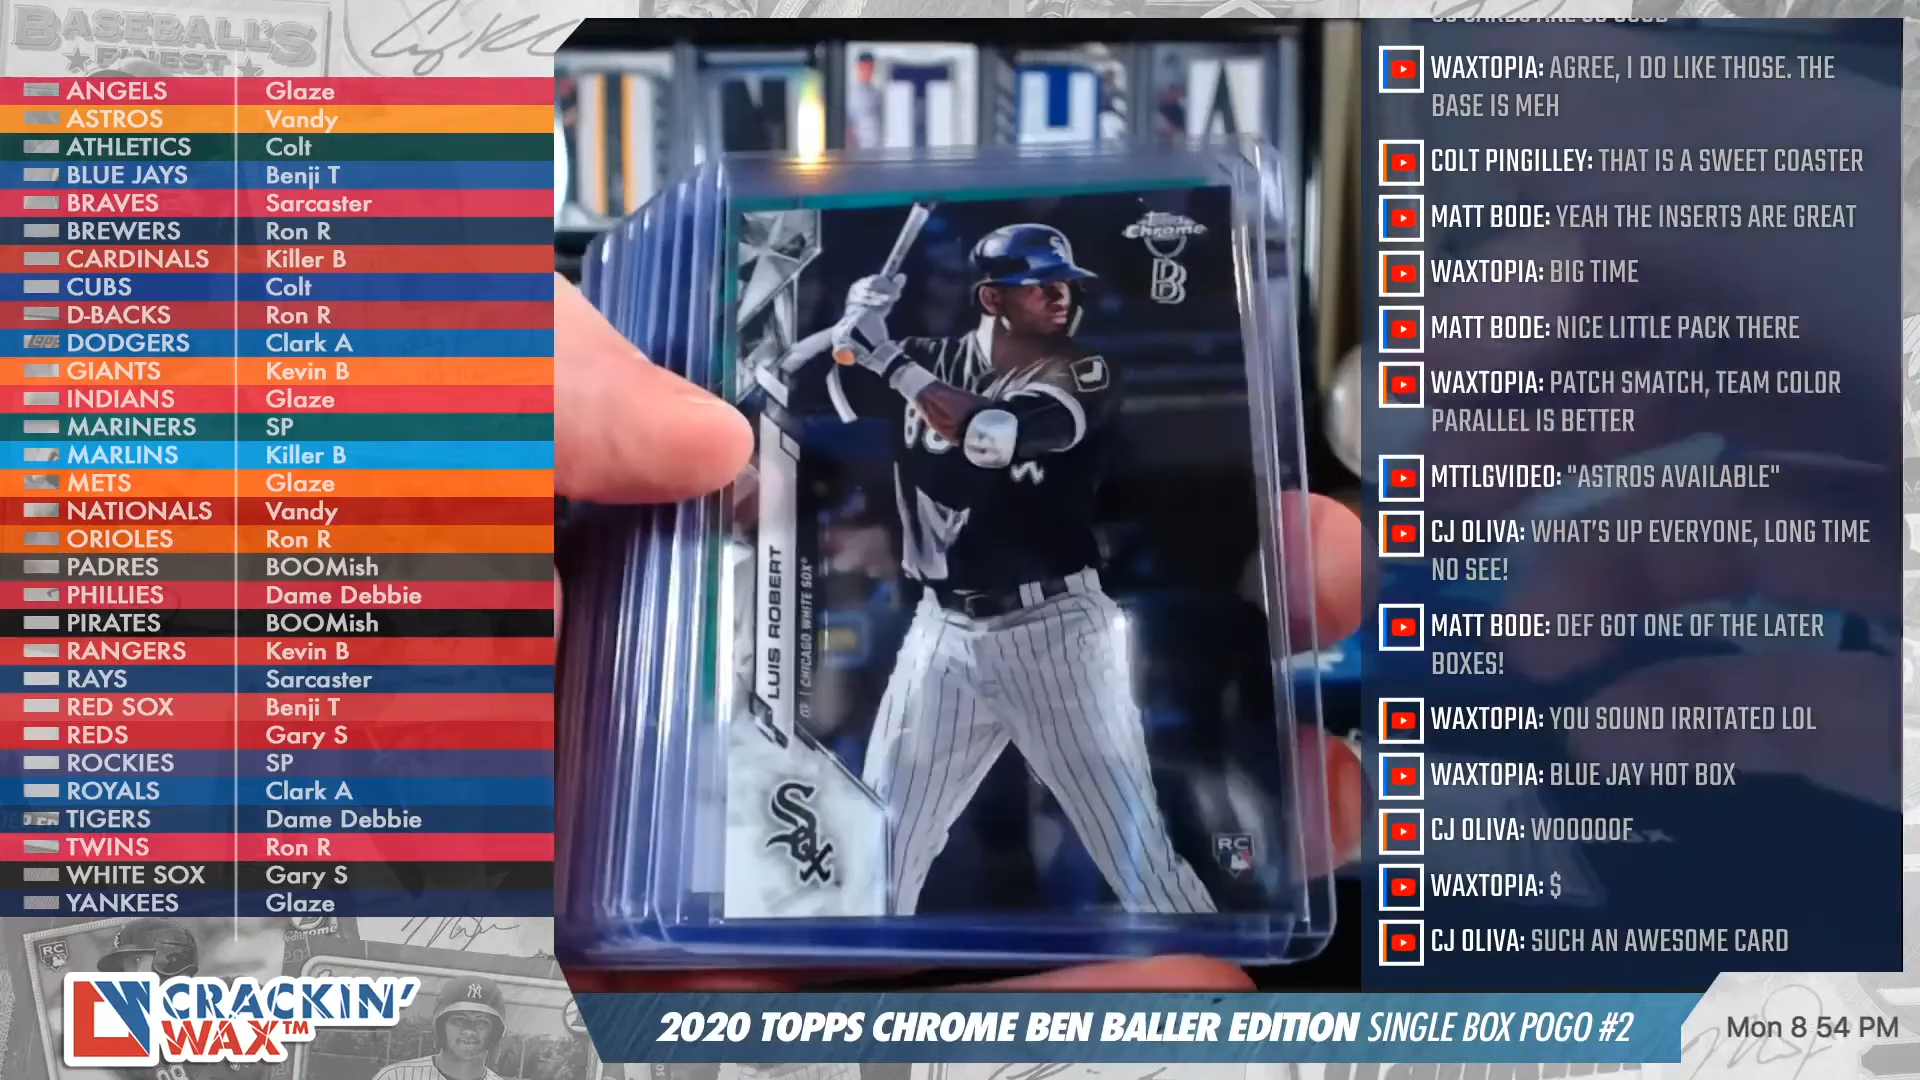 BASEBALL'S
FINEST
ANGELS Glaze
ASTROS Vandy
ATHLETICS Colt
BLUE JAYS Benji T
BRAVES Sarcaster
BREWERS Ron R
CARDINALS Killer B
CUBS Colt
D-BACKS Ron R
DODGERS Clark A
GIANTS Kevin B
INDIANS Glaze
MARINERS SP
MARLINS Killer B
METS Glaze
NATIONALS Vandy
ORIOLES Ron R
PADRES BOOMish
PHILLIES Dame Debbie
PIRATES BOOMish
RANGERS Kevin B
RAYS Sarcaster
RED SOX Benji T
REDS Gary S
ROCKIES SP
ROYALS Clark A
TIGERS Dame Debbie
TWINS Ron R
WHITE SOX Gary S
YANKEES Glaze
RC
CRACKIN'
WAX™
Topps
Chrome
B
J
LUIS ROBERT
OF | CHICAGO WHITE SOX®
Sox
RC
WAXTOPIA: AGREE, I DO LIKE THOSE. THE
BASE IS MEH
COLT PINGILLEY: THAT IS A SWEET COASTER
MATT BODE: YEAH THE INSERTS ARE GREAT
WAXTOPIA: BIG TIME
MATT BODE: NICE LITTLE PACK THERE
WAXTOPIA: PATCH SMATCH, TEAM COLOR
PARALLEL IS BETTER
MTTLGVIDEO: "ASTROS AVAILABLE"
CJ OLIVA: WHAT'S UP EVERYONE, LONG TIME
NO SEE!
MATT BODE: DEF GOT ONE OF THE LATER
BOXES!
WAXTOPIA: YOU SOUND IRRITATED LOL
WAXTOPIA: BLUE JAY HOT BOX
CJ OLIVA: WOOOOOF
WAXTOPIA: $
CJ OLIVA: SUCH AN AWESOME CARD
2020 TOPPS CHROME BEN BALLER EDITION SINGLE BOX POGO #2
Mon 8 54 PM